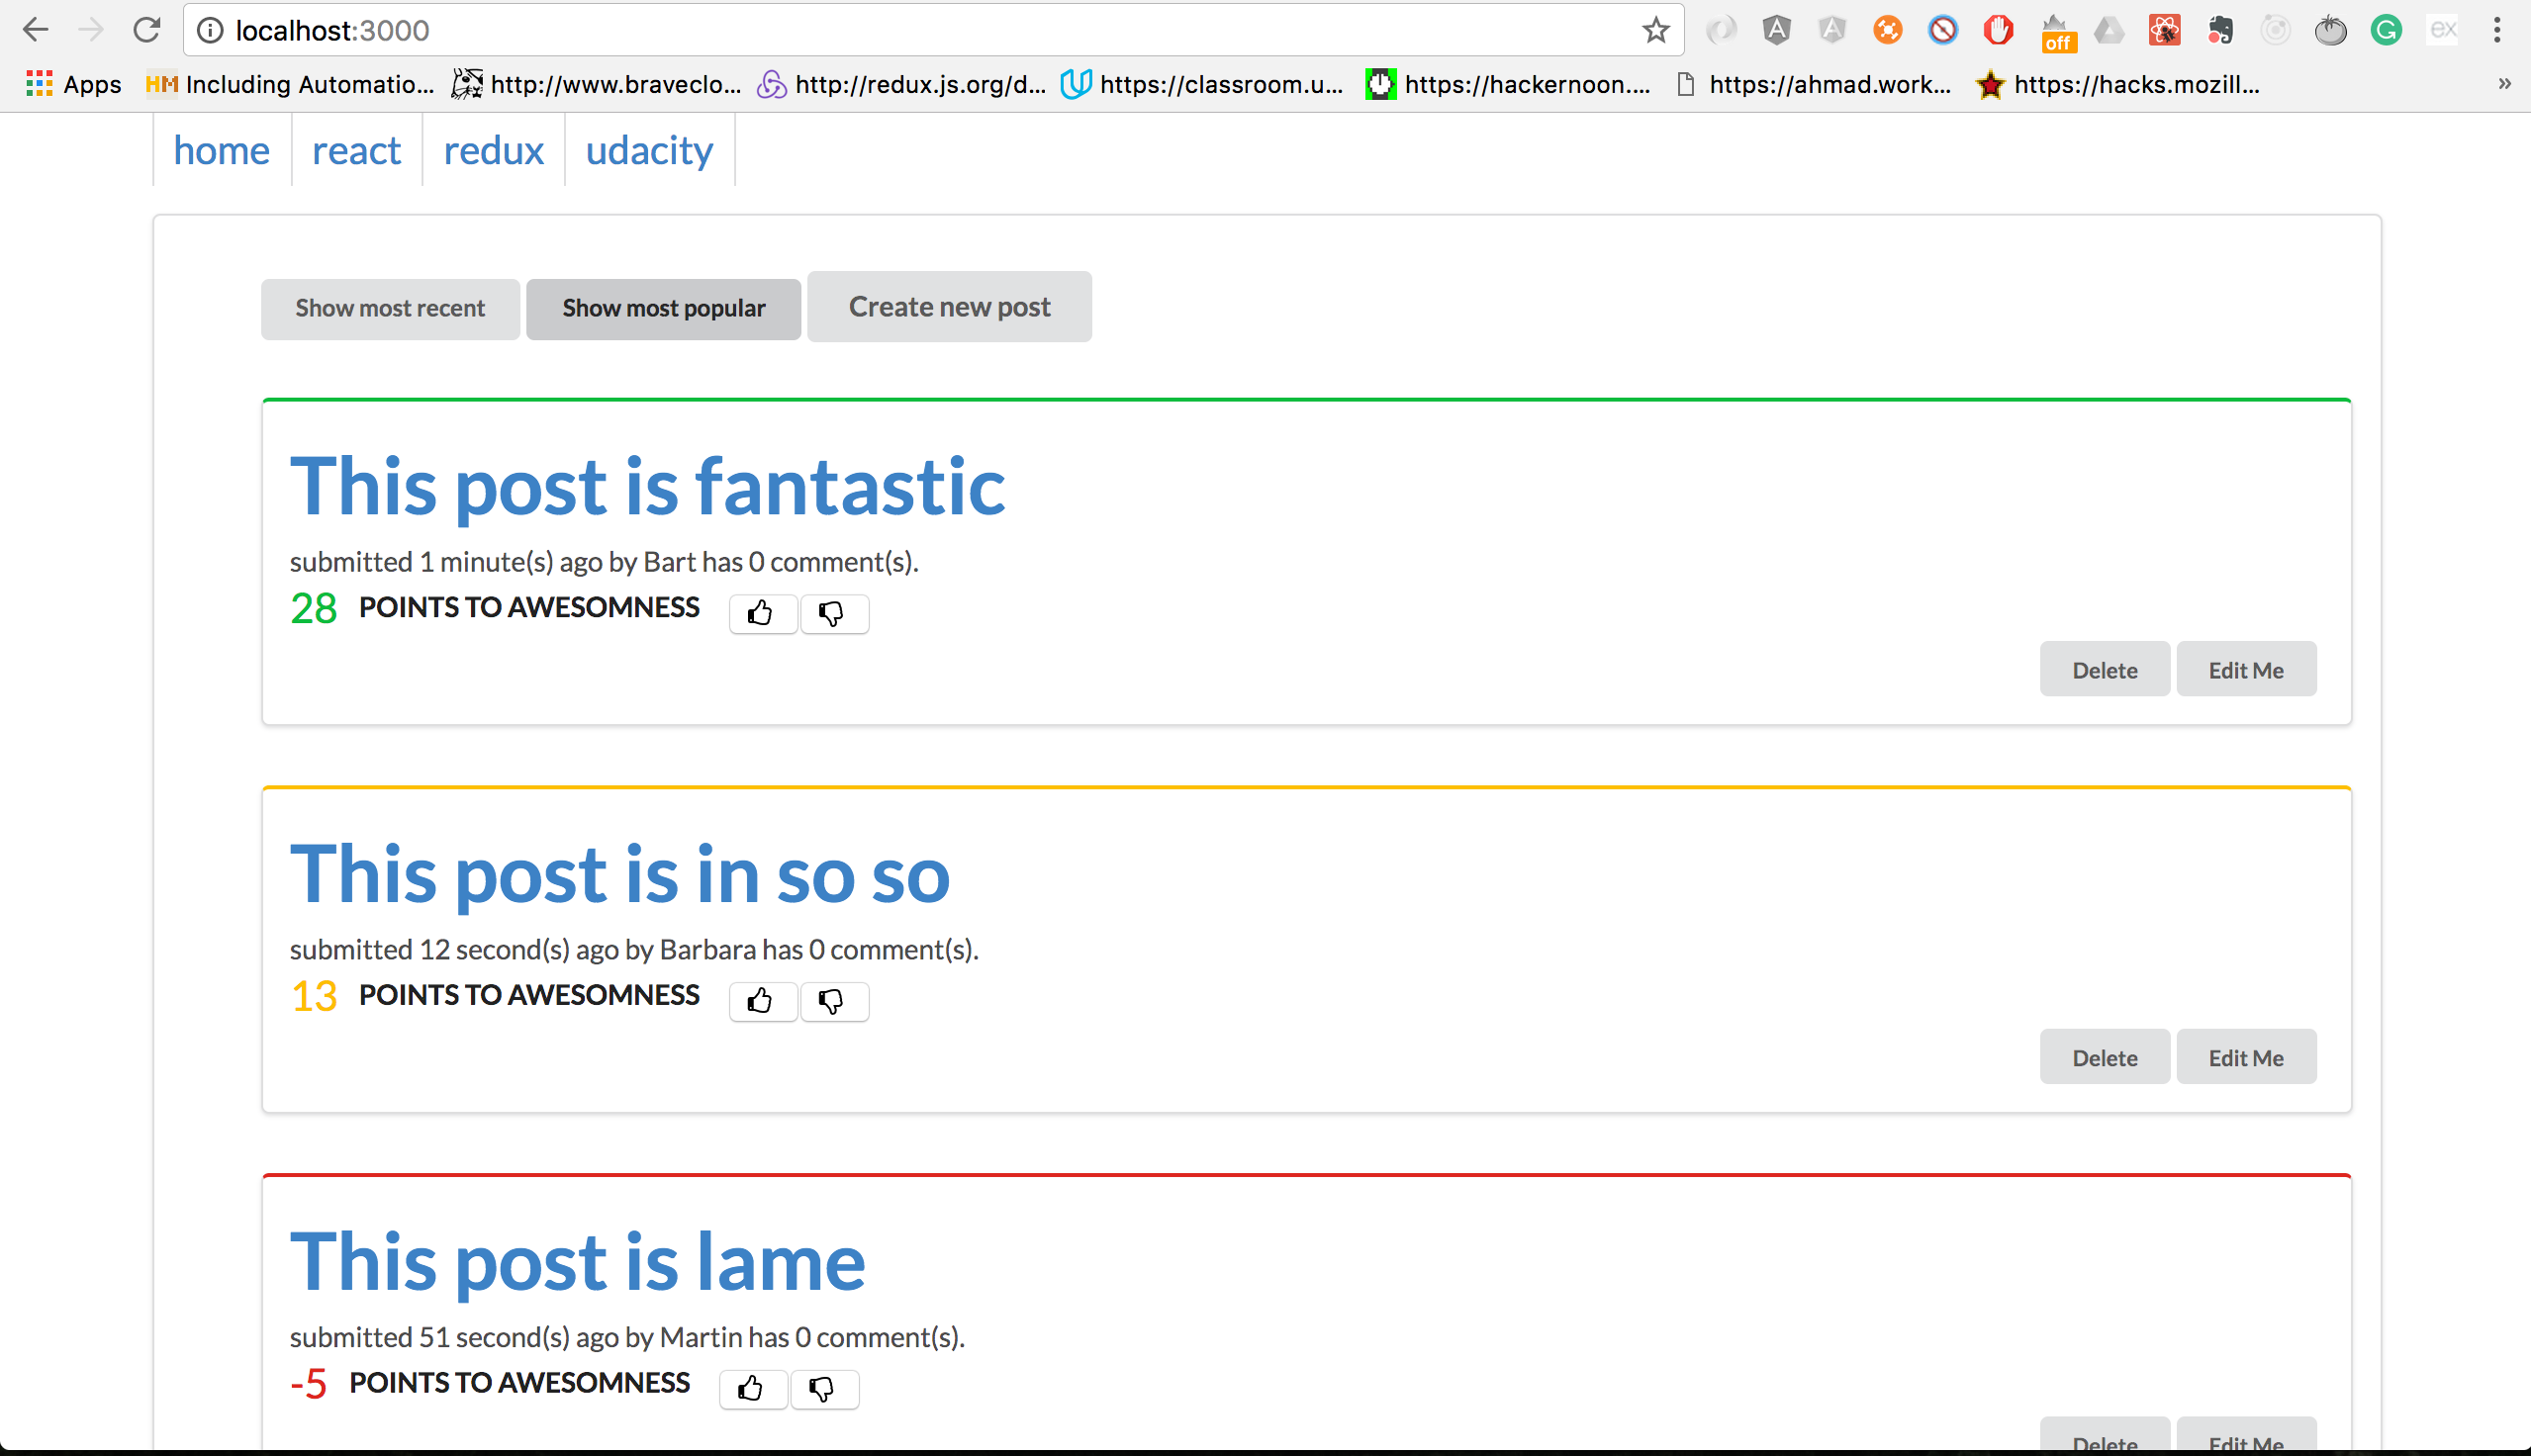 localhost:3000
off
ex
Apps HM Including Automatio... http://www.braveclo... http://redux.js.org/d... https://classroom.u... https://hackernoon.... https://ahmad.work... https://hacks.mozill... »
home react redux udacity
Show most recent Show most popular Create new post
This post is fantastic
submitted 1 minute(s) ago by Bart has 0 comment(s).
28 POINTS TO AWESOMNESS
Delete Edit Me
This post is in so so
submitted 12 second(s) ago by Barbara has 0 comment(s).
13 POINTS TO AWESOMNESS
Delete Edit Me
This post is lame
submitted 51 second(s) ago by Martin has 0 comment(s).
-5 POINTS TO AWESOMNESS
Delete Edit Me